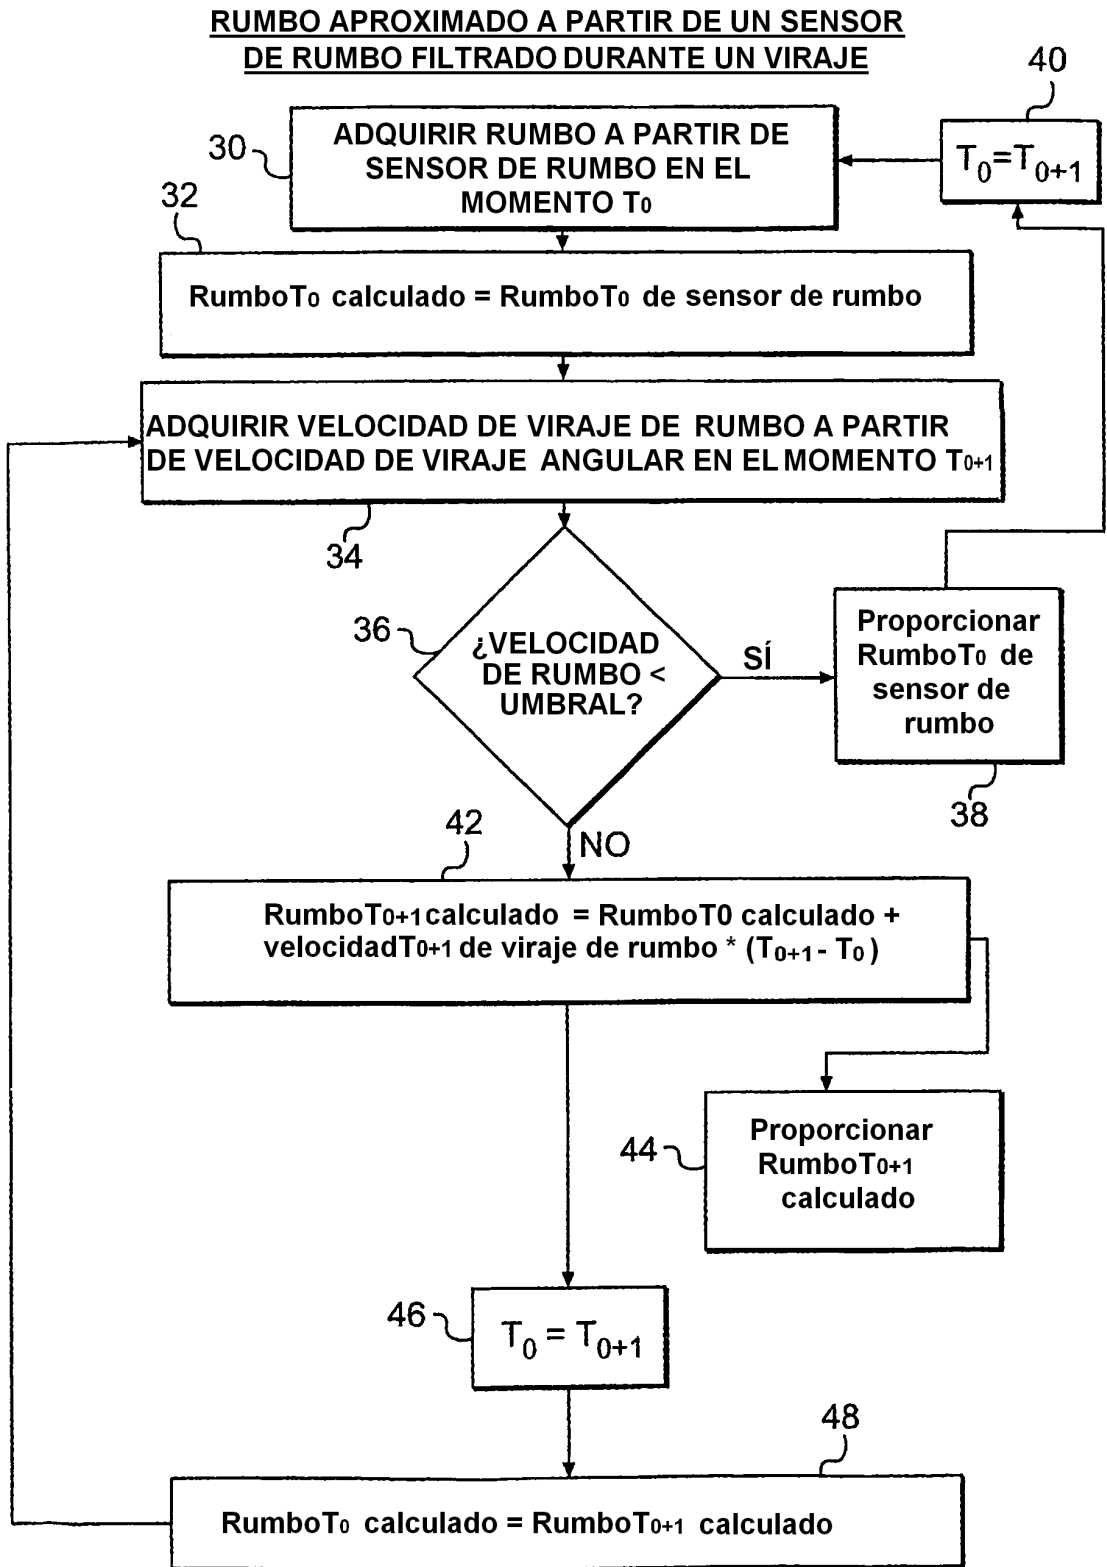 RUMBO APROXIMADO A PARTIR DE UN SENSOR
DE RUMBO FILTRADO DURANTE UN VIRAJE
40
30
ADQUIRIR RUMBO A PARTIR DE
SENSOR DE RUMBO EN EL
MOMENTO T0
T0=T0+1
32
RumboT0 calculado = RumboT0 de sensor de rumbo
ADQUIRIR VELOCIDAD DE VIRAJE DE RUMBO A PARTIR
DE VELOCIDAD DE VIRAJE ANGULAR EN EL MOMENTO T0+1
34
36
¿VELOCIDAD
DE RUMBO <
UMBRAL?
SÍ
Proporcionar
RumboT0 de
sensor de
rumbo
38
NO
42
RumboT0+1 calculado = RumboT0 calculado +
velocidadT0+1 de viraje de rumbo * (T0+1 - T0)
44
Proporcionar
RumboT0+1
calculado
46
T0 = T0+1
48
RumboT0 calculado = RumboT0+1 calculado